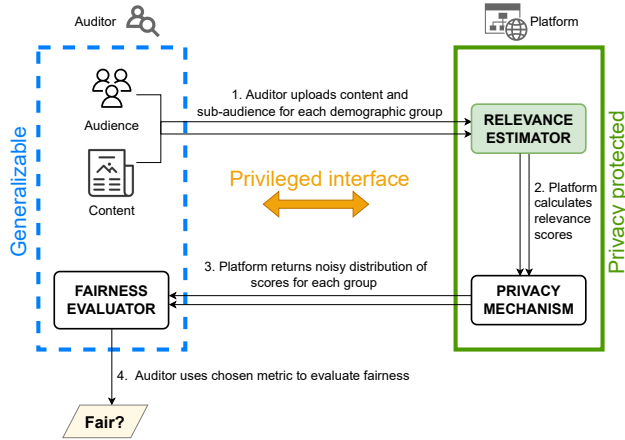 Auditor
Platform
1. Auditor uploads content and
sub-audience for each demographic group
Audience
Content
RELEVANCE
ESTIMATOR
Generalizable
Privacy protected
Privileged interface
2. Platform
calculates
relevance
scores
3. Platform returns noisy distribution of
scores for each group
FAIRNESS
EVALUATOR
PRIVACY
MECHANISM
4. Auditor uses chosen metric to evaluate fairness
Fair?